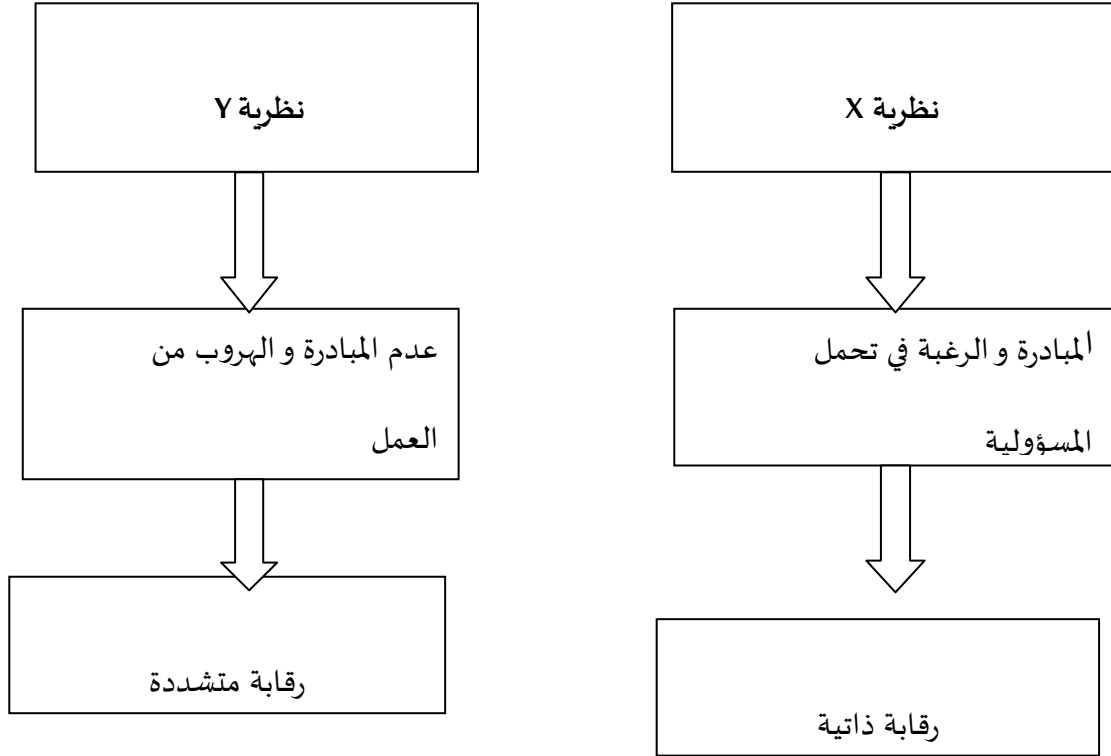 نظرية X
نظرية Y
المبادرة و الرغبة في تحمل
المسؤولية
عدم المبادرة و الهروب من
العمل
رقابة ذاتية
رقابة متشددة